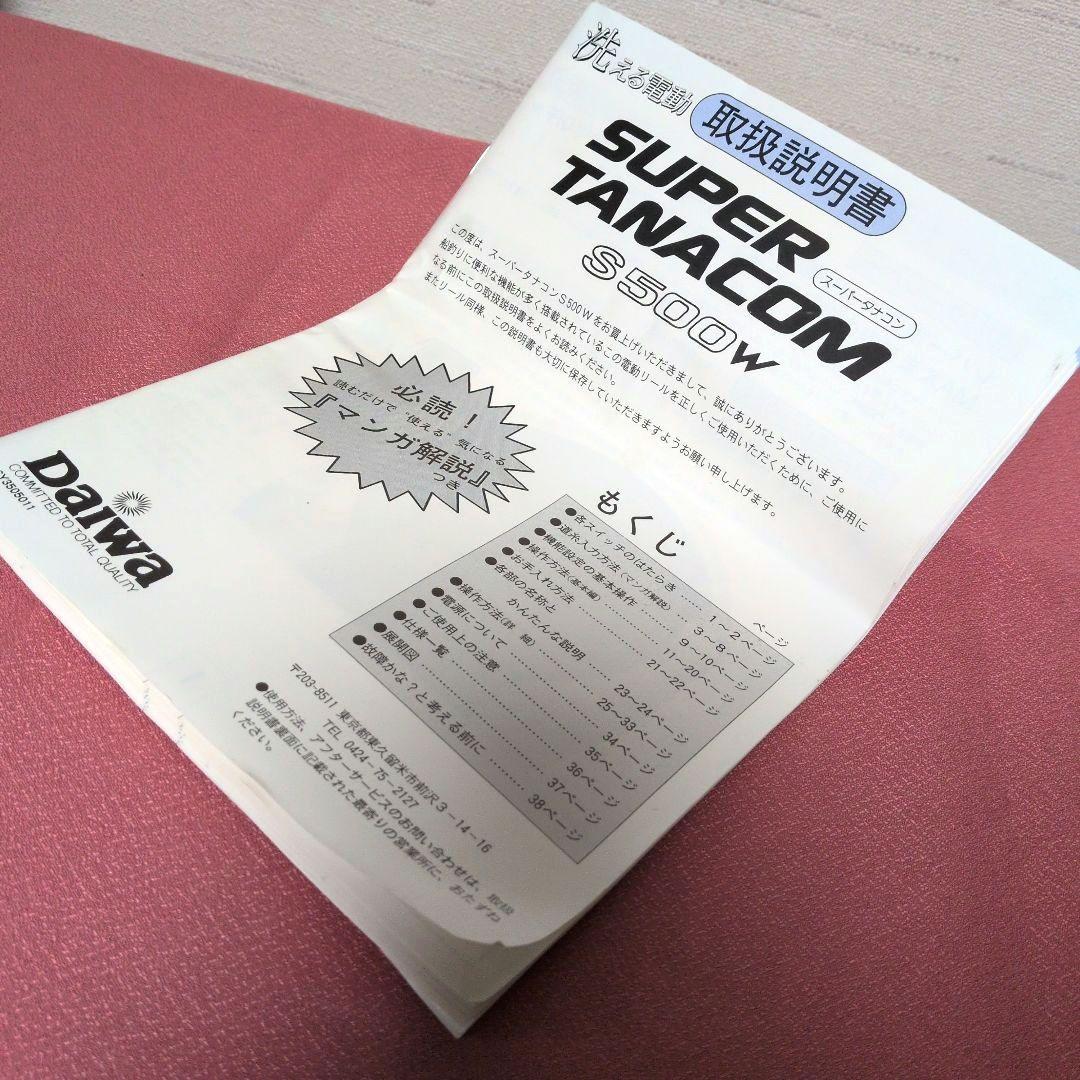 洗える電動
取扱説明書
SUPER
TANACOM
スーパータナコン
S500W
この度は、スーパータナコンS500Wをお買上げいただきまして、誠にありがとうございます。
船釣りに便利な機能が多く搭載されているこの電動リールを正しくご使用いただくために、ご使用に
なる前にこの取扱説明書をよくお読みください。
またリール同様、この説明書も大切に保存していただきますようお願い申し上げます。
必読!
読むだけで“使える”気になる
『マンガ解説』
つき
もくじ
ページ
●各スイッチのはたらき …… 1〜2ページ
●道糸入力方法(マンガ解説) …… 3〜8ページ
●機能設定の基本操作 …… 9〜10ページ
●操作方法(基本編) …… 11〜20ページ
●お手入れ方法 …… 21〜22ページ
●各部の名称と
かんたんな説明 …… 23〜24ページ
●操作方法(詳 細) …… 25〜33ページ
●電源について …… 34ページ
●ご使用上の注意 …… 35ページ
●仕様一覧 …… 36ページ
●展開図 …… 37ページ
●故障かな?と考える前に …… 38ページ
Daiwa
COMMITTED TO TOTAL QUALITY
CY3505011
〒203-8511 東京都東久留米市前沢3-14-16
TEL 0424-75-2127
●使用方法、アフターサービスのお問い合わせは、取扱
説明書裏面に記載された最寄りの営業所に、おたずね
ください。